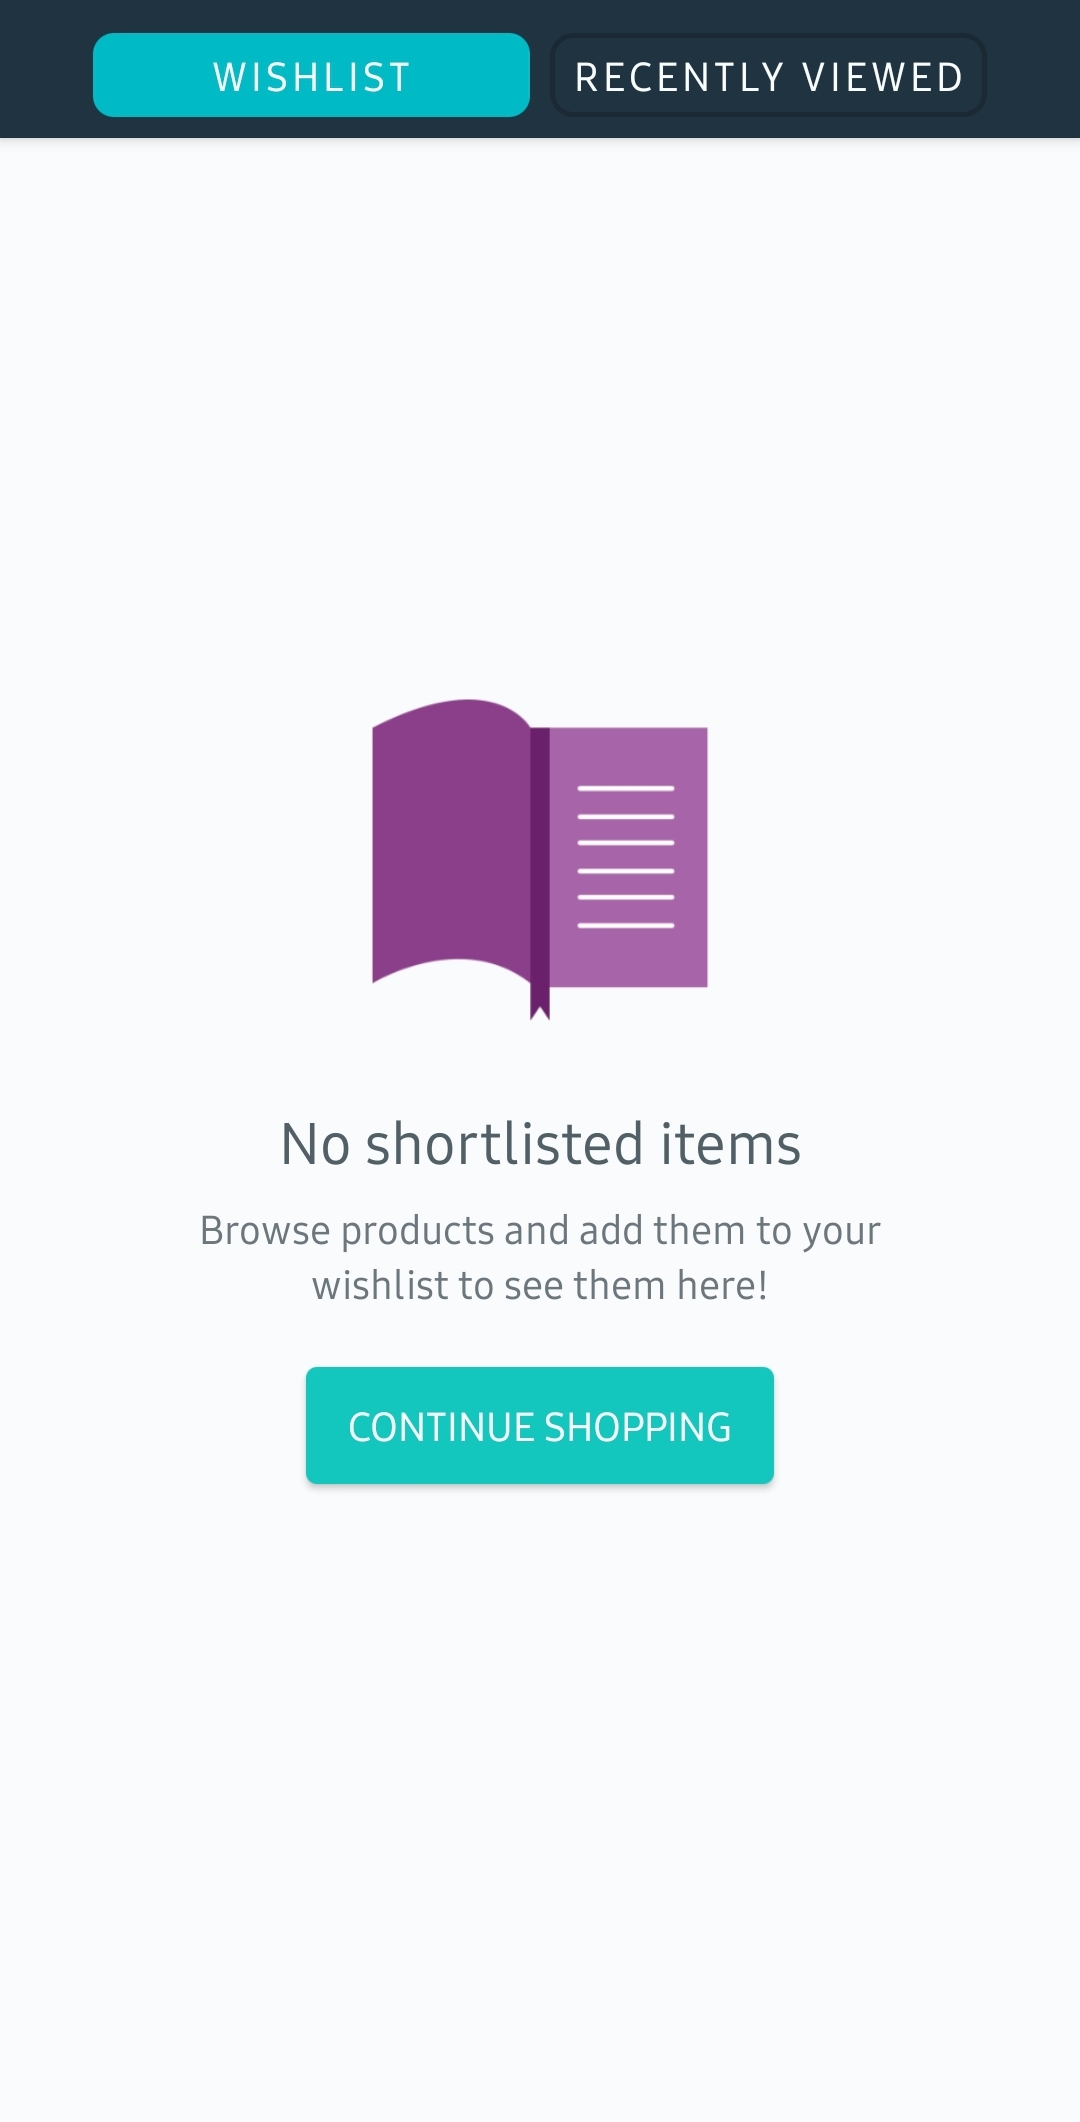 WISHLIST
RECENTLY VIEWED
No shortlisted items
Browse products and add them to your
wishlist to see them here!
CONTINUE SHOPPING